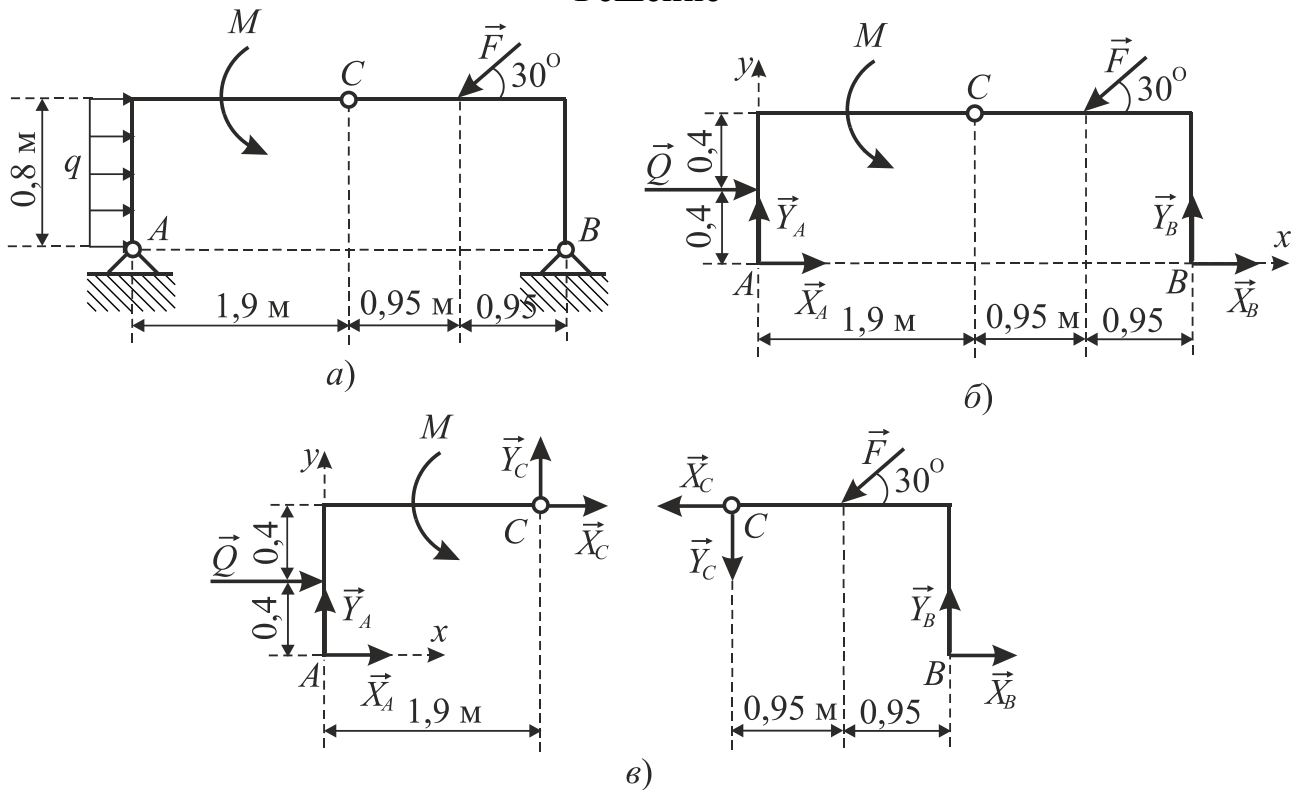 M
F
30°
C
0,8 м
q
A
B
1,9 м
0,95 м
0,95
а)
y
M
F
30°
C
Q
0,4
0,4
Y_A
Y_B
x
A
X_A
B
X_B
1,9 м
0,95 м
0,95
б)
M
y
Y_C
C
X_C
Q
0,4
0,4
Y_A
x
A
X_A
1,9 м
F
30°
X_C
C
Y_C
Y_B
B
X_B
0,95 м
0,95
в)